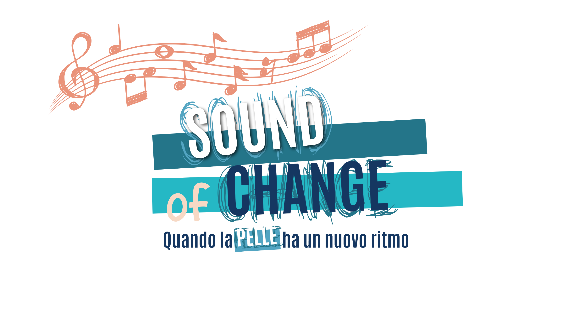 SOUND
of CHANGE
Quando la PELLE ha un nuovo ritmo